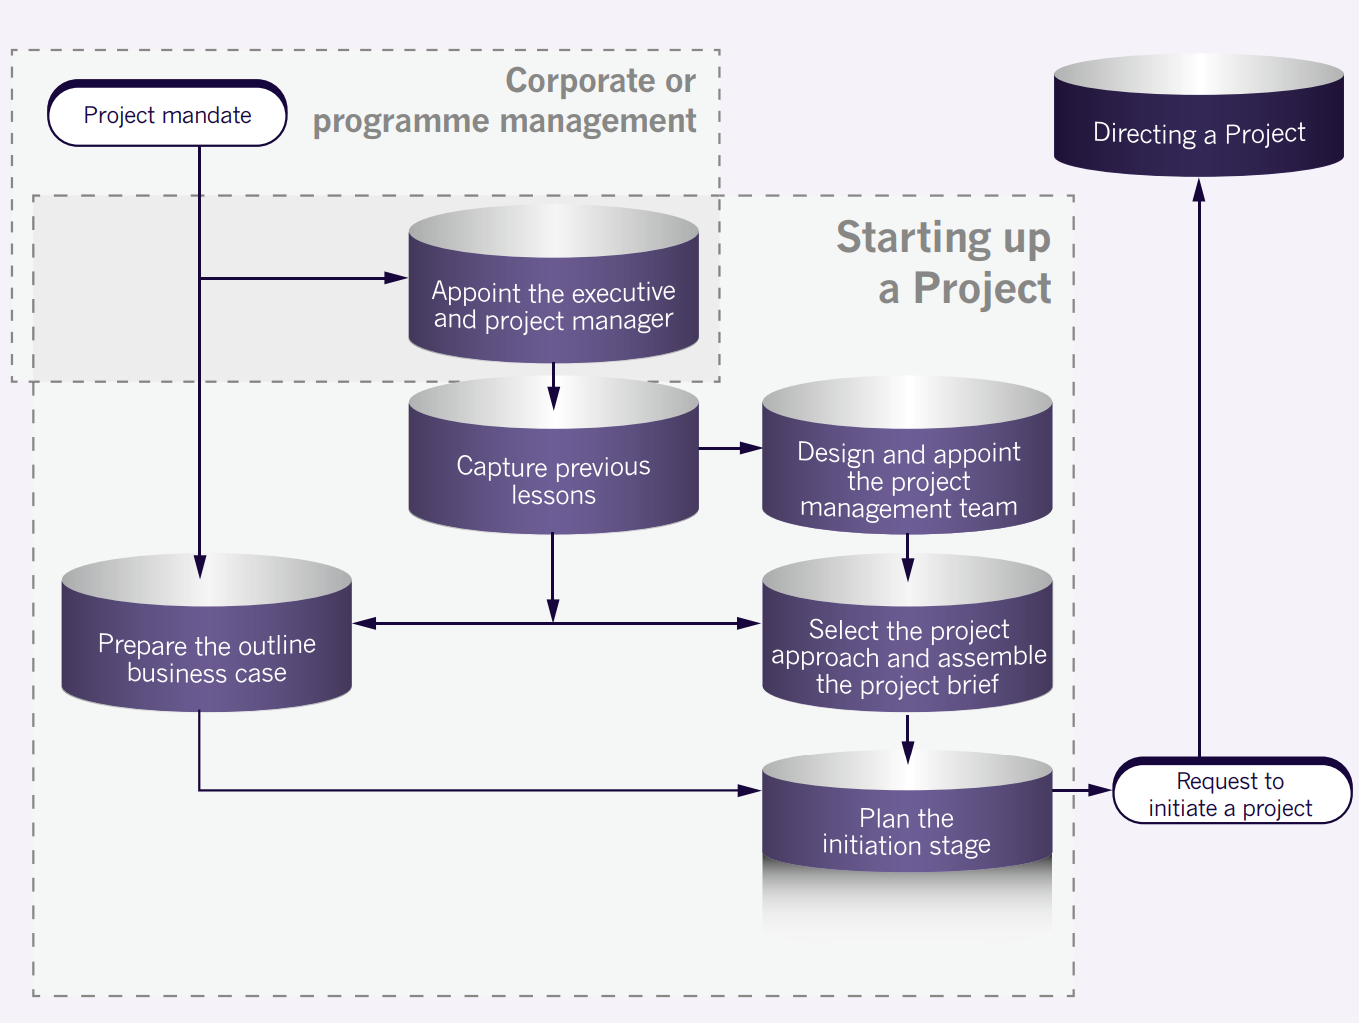 Corporate or
programme management
Project mandate
Directing a Project
Starting up
a Project
Appoint the executive
and project manager
Capture previous
lessons
Design and appoint
the project
management team
Prepare the outline
business case
Select the project
approach and assemble
the project brief
Plan the
initiation stage
Request to
initiate a project